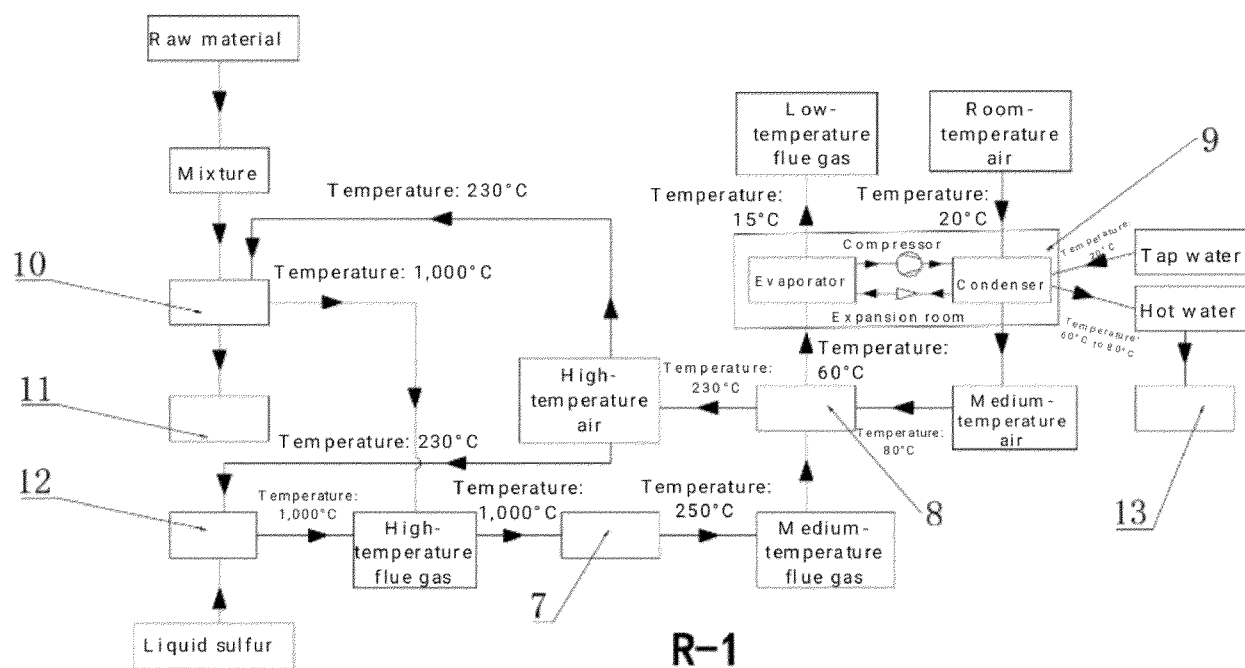 Raw material
Mixture
Temperature: 230°C
10
Temperature: 1,000°C
11
Temperature: 230°C
12
Temperature:
1,000°C
Liquid sulfur
High-
temperature
flue gas
Temperature:
1,000°C
7
Temperature:
250°C
Medium-
temperature
flue gas
High-
temperature
air
Temperature:
230°C
8
Temperature:
60°C
Temperature:
80°C
Medium-
temperature
air
Low-
temperature
flue gas
Temperature:
15°C
Room-
temperature
air
Temperature:
20°C
9
Compressor
Evaporator
Condenser
Expansion room
Temperature:
20°C
Tap water
Hot water
Temperature:
60°C to 80°C
13
R-1